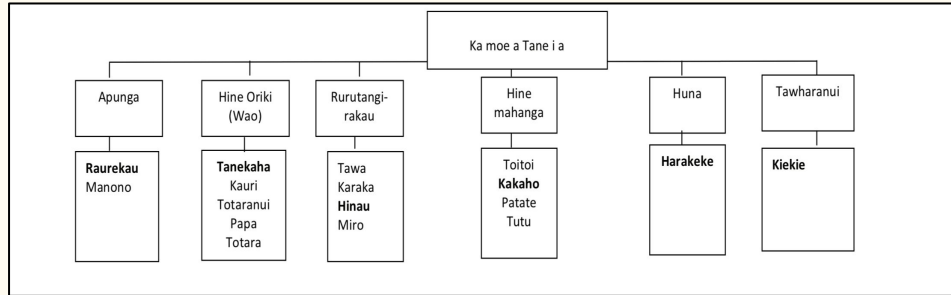 Ka moe a Tane i a
Apunga
Hine Oriki
(Wao)
Rurutangi-
rakau
Hine
mahanga
Huna
Tawharanui
Raurekau
Manono
Tanekaha
Kauri
Totaranui
Papa
Totara
Tawa
Karaka
Hinau
Miro
Toitoi
Kakaho
Patate
Tutu
Harakeke
Kiekie